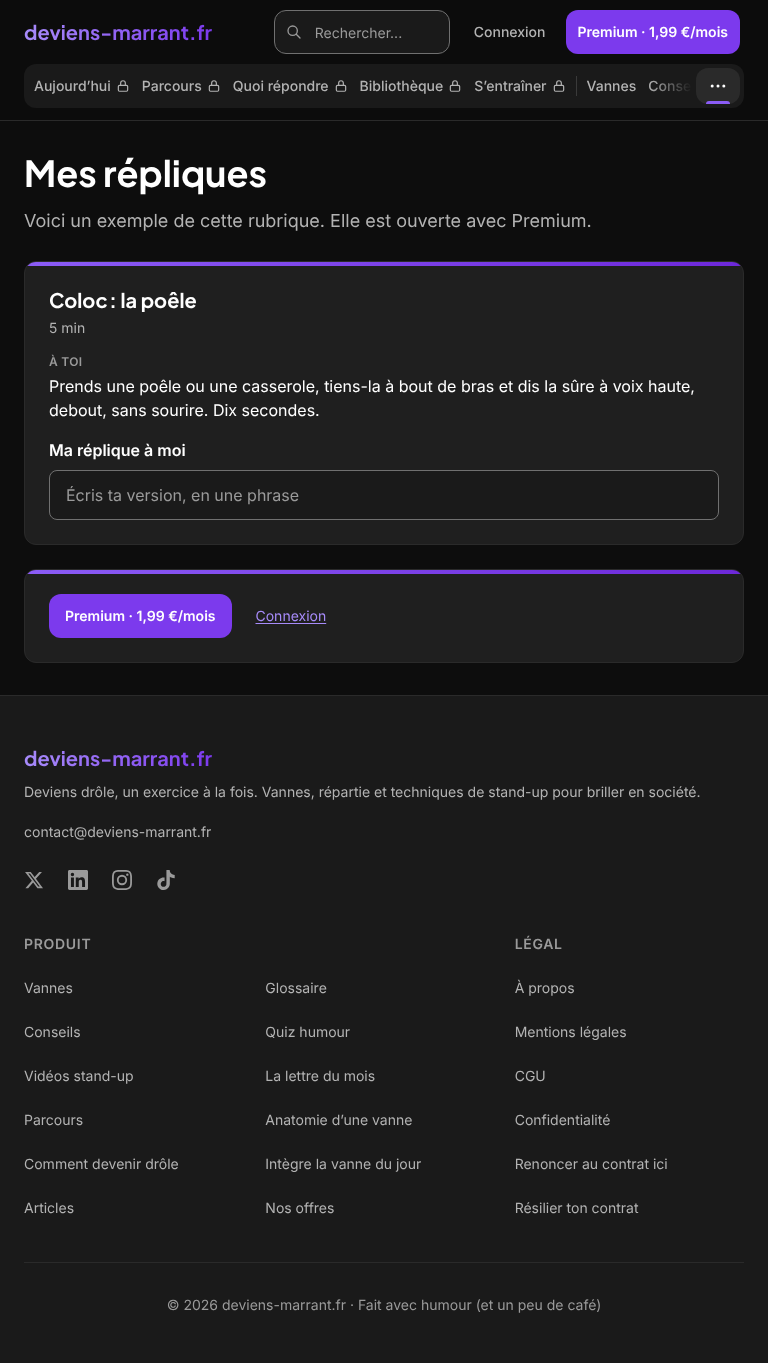 deviens-marrant.fr
Rechercher...
Connexion
Premium · 1,99 €/mois
Aujourd’hui
Parcours
Quoi répondre
Bibliothèque
S’entraîner
Vannes
Conse
Mes répliques
Voici un exemple de cette rubrique. Elle est ouverte avec Premium.
Coloc : la poêle
5 min
À TOI
Prends une poêle ou une casserole, tiens-la à bout de bras et dis la sûre à voix haute,
debout, sans sourire. Dix secondes.
Ma réplique à moi
Écris ta version, en une phrase
Premium · 1,99 €/mois
Connexion
deviens-marrant.fr
Deviens drôle, un exercice à la fois. Vannes, répartie et techniques de stand-up pour briller en société.
contact@deviens-marrant.fr
PRODUIT
Vannes
Conseils
Vidéos stand-up
Parcours
Comment devenir drôle
Articles
Glossaire
Quiz humour
La lettre du mois
Anatomie d’une vanne
Intègre la vanne du jour
Nos offres
LÉGAL
À propos
Mentions légales
CGU
Confidentialité
Renoncer au contrat ici
Résilier ton contrat
© 2026 deviens-marrant.fr · Fait avec humour (et un peu de café)